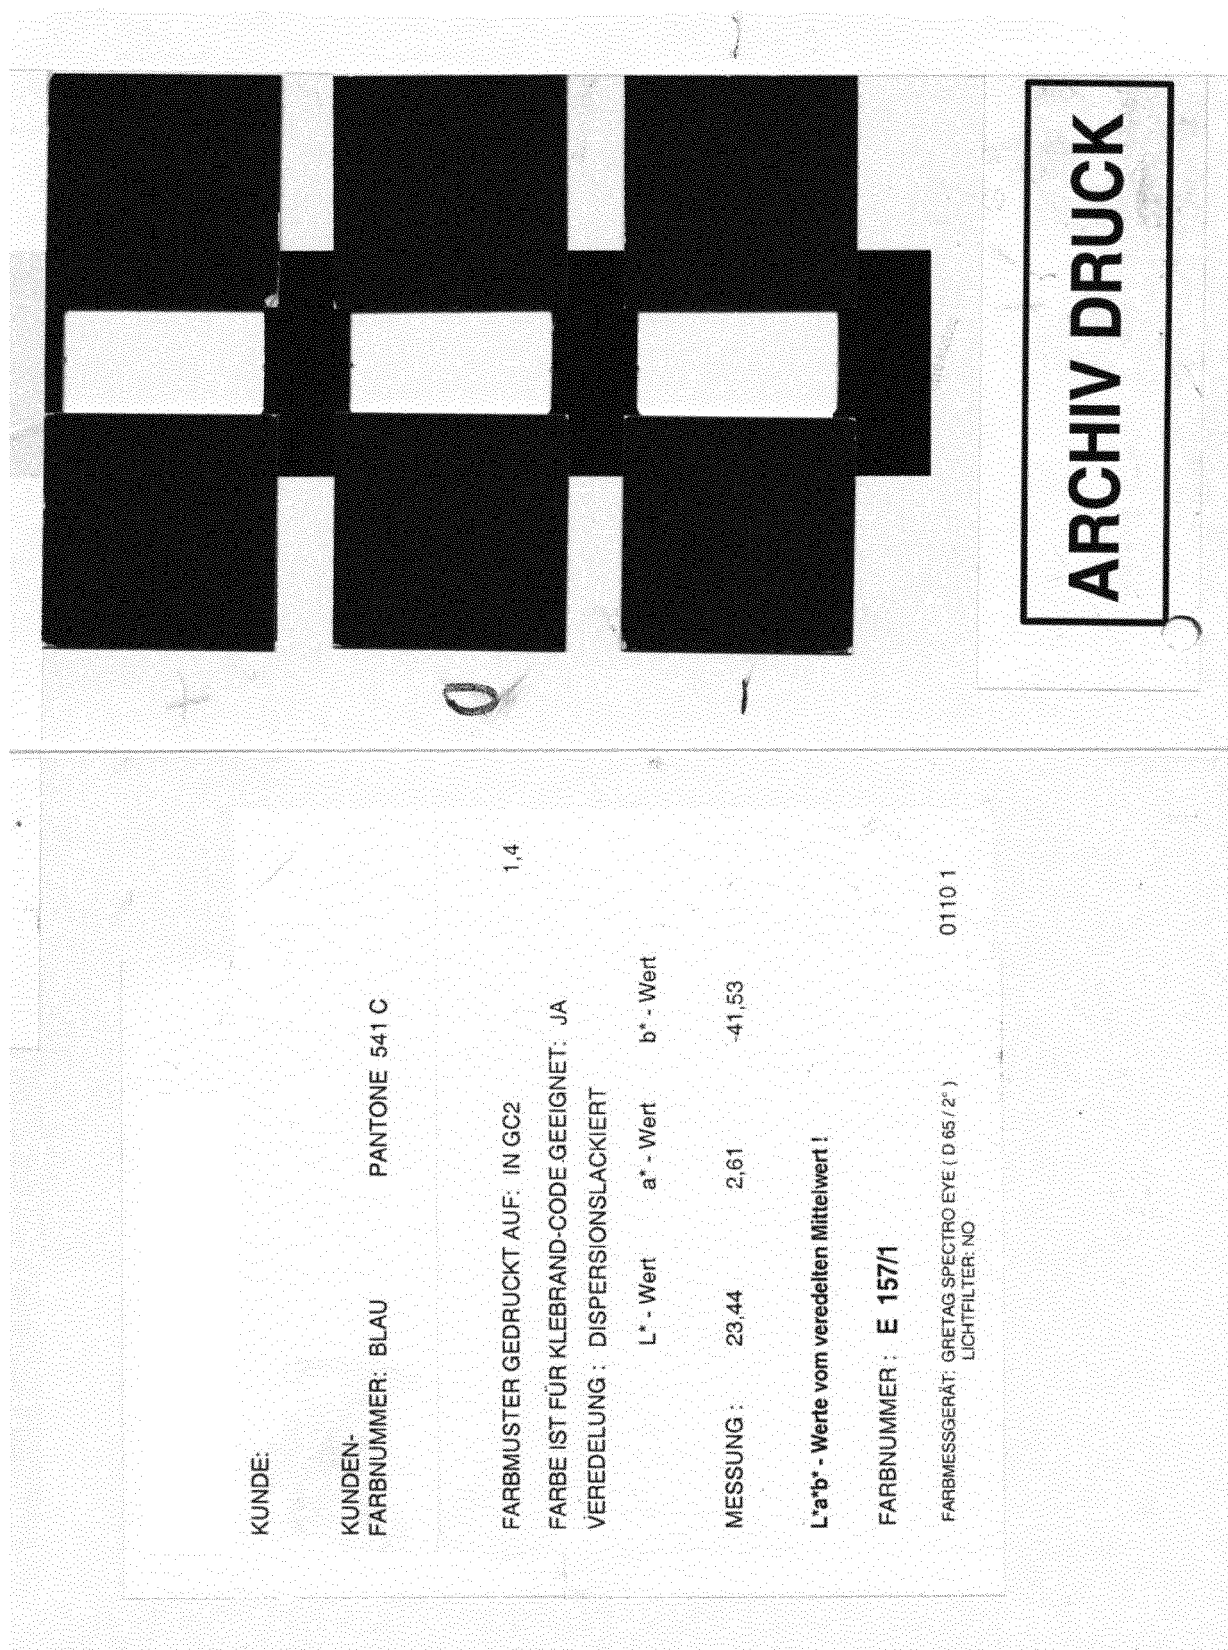 ARCHIV DRUCK
KUNDE:
KUNDEN-
FARBNUMMER: BLAU PANTONE 541 C
FARBMUSTER GEDRUCKT AUF: IN GC2 1,4
FARBE IST FÜR KLEBRAND-CODE GEEIGNET: JA
VEREDELUNG : DISPERSIONSLACKIERT
L* - Wert a* - Wert b* - Wert
MESSUNG : 23,44 2,61 -41,53
L*a*b* - Werte vom veredelten Mittelwert !
FARBNUMMER : E 157/1
FARBMESSGERÄT: GRETAG SPECTRO EYE ( D 65 / 2° ) 0110 1
LICHTFILTER: NO